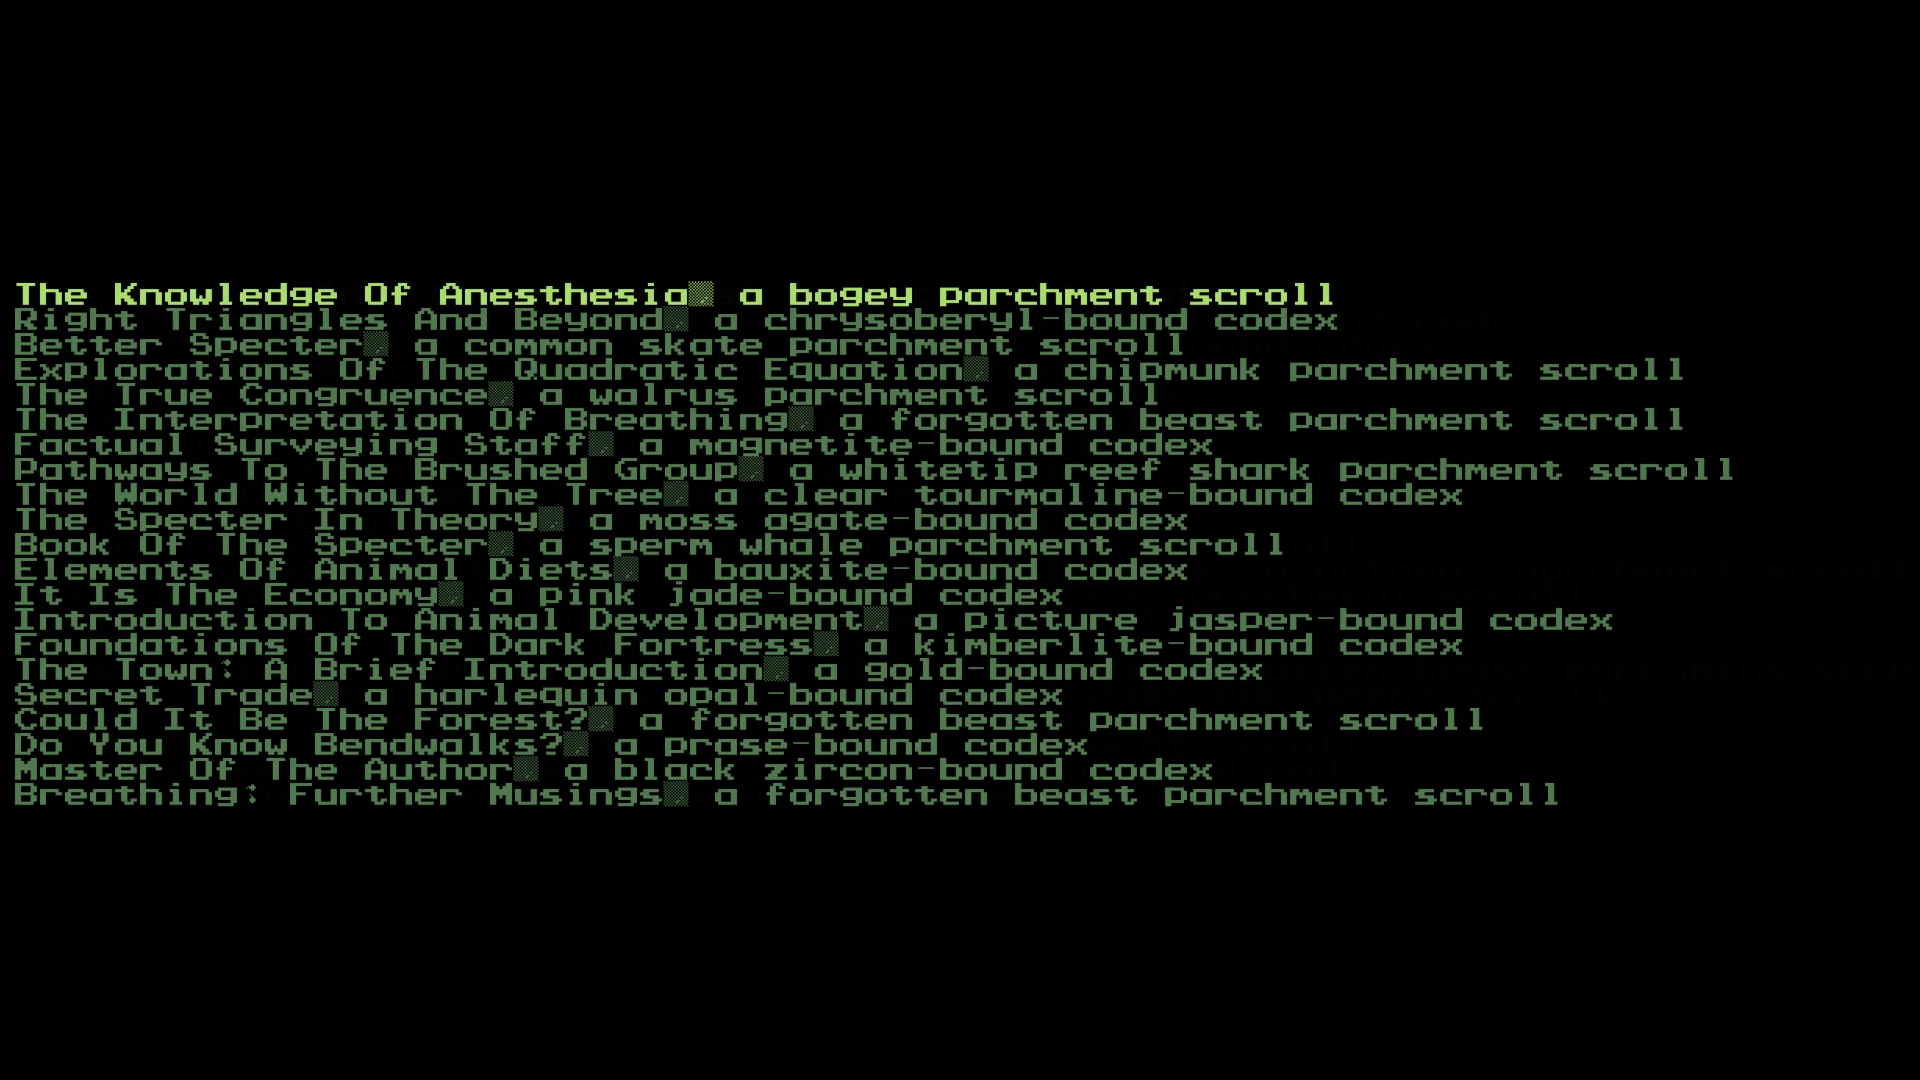 The Knowledge Of Anesthesia▒ a bogey parchment scroll
Right Triangles And Beyond▒ a chrysoberyl-bound codex
Better Specter▒ a common skate parchment scroll
Explorations Of The Quadratic Equation▒ a chipmunk parchment scroll
The True Congruence▒ a walrus parchment scroll
The Interpretation Of Breathing▒ a forgotten beast parchment scroll
Factual Surveying Staff▒ a magnetite-bound codex
Pathways To The Brushed Group▒ a whitetip reef shark parchment scroll
The World Without The Tree▒ a clear tourmaline-bound codex
The Specter In Theory▒ a moss agate-bound codex
Book Of The Specter▒ a sperm whale parchment scroll
Elements Of Animal Diets▒ a bauxite-bound codex
It Is The Economy▒ a pink jade-bound codex
Introduction To Animal Development▒ a picture jasper-bound codex
Foundations Of The Dark Fortress▒ a kimberlite-bound codex
The Town: A Brief Introduction▒ a gold-bound codex
Secret Trade▒ a harlequin opal-bound codex
Could It Be The Forest?▒ a forgotten beast parchment scroll
Do You Know Bendwalks?▒ a prase-bound codex
Master Of The Author▒ a black zircon-bound codex
Breathing: Further Musings▒ a forgotten beast parchment scroll